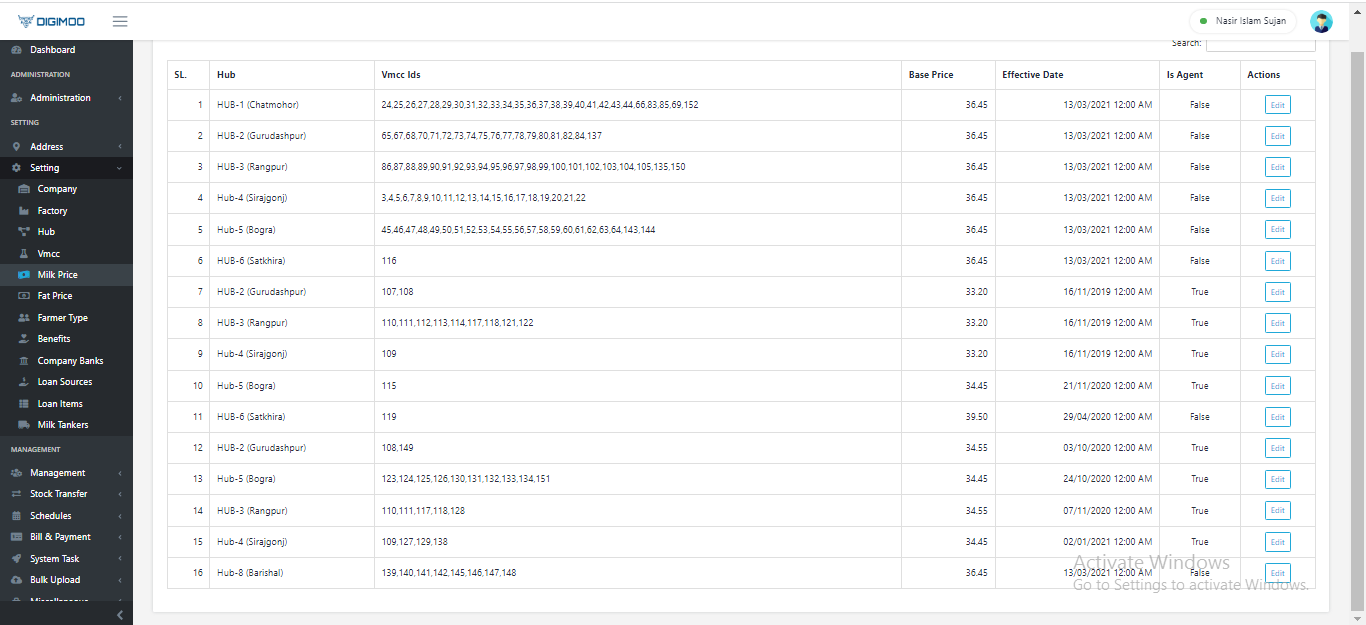 DIGIMOO
Nasir Islam Sujan
Dashboard
ADMINISTRATION
Administration
SETTING
Address
Setting
Company
Factory
Hub
Vmcc
Milk Price
Fat Price
Farmer Type
Benefits
Company Banks
Loan Sources
Loan Items
Milk Tankers
MANAGEMENT
Management
Stock Transfer
Schedules
Bill & Payment
System Task
Bulk Upload
Miscellaneous
Search:
SL. Hub Vmcc Ids Base Price Effective Date Is Agent Actions
1 HUB-1 (Chatmohor) 24,25,26,27,28,29,30,31,32,33,34,35,36,37,38,39,40,41,42,43,44,66,83,85,69,152 36.45 13/03/2021 12:00 AM False Edit
2 HUB-2 (Gurudashpur) 65,67,68,70,71,72,73,74,75,76,77,78,79,80,81,82,84,137 36.45 13/03/2021 12:00 AM False Edit
3 HUB-3 (Rangpur) 86,87,88,89,90,91,92,93,94,95,96,97,98,99,100,101,102,103,104,105,135,150 36.45 13/03/2021 12:00 AM False Edit
4 Hub-4 (Sirajgonj) 3,4,5,6,7,8,9,10,11,12,13,14,15,16,17,18,19,20,21,22 36.45 13/03/2021 12:00 AM False Edit
5 Hub-5 (Bogra) 45,46,47,48,49,50,51,52,53,54,55,56,57,58,59,60,61,62,63,64,143,144 36.45 13/03/2021 12:00 AM False Edit
6 HUB-6 (Satkhira) 116 36.45 13/03/2021 12:00 AM False Edit
7 HUB-2 (Gurudashpur) 107,108 33.20 16/11/2019 12:00 AM True Edit
8 HUB-3 (Rangpur) 110,111,112,113,114,117,118,121,122 33.20 16/11/2019 12:00 AM True Edit
9 Hub-4 (Sirajgonj) 109 33.20 16/11/2019 12:00 AM True Edit
10 Hub-5 (Bogra) 115 34.45 21/11/2020 12:00 AM True Edit
11 HUB-6 (Satkhira) 119 39.50 29/04/2020 12:00 AM False Edit
12 HUB-2 (Gurudashpur) 108,149 34.55 03/10/2020 12:00 AM True Edit
13 Hub-5 (Bogra) 123,124,125,126,130,131,132,133,134,151 34.45 24/10/2020 12:00 AM True Edit
14 HUB-3 (Rangpur) 110,111,117,118,128 34.55 07/11/2020 12:00 AM True Edit
15 Hub-4 (Sirajgonj) 109,127,129,138 34.45 02/01/2021 12:00 AM True Edit
16 Hub-8 (Barishal) 139,140,141,142,145,146,147,148 36.45 13/03/2021 12:00 AM False Edit
Activate Windows
Go to Settings to activate Windows.